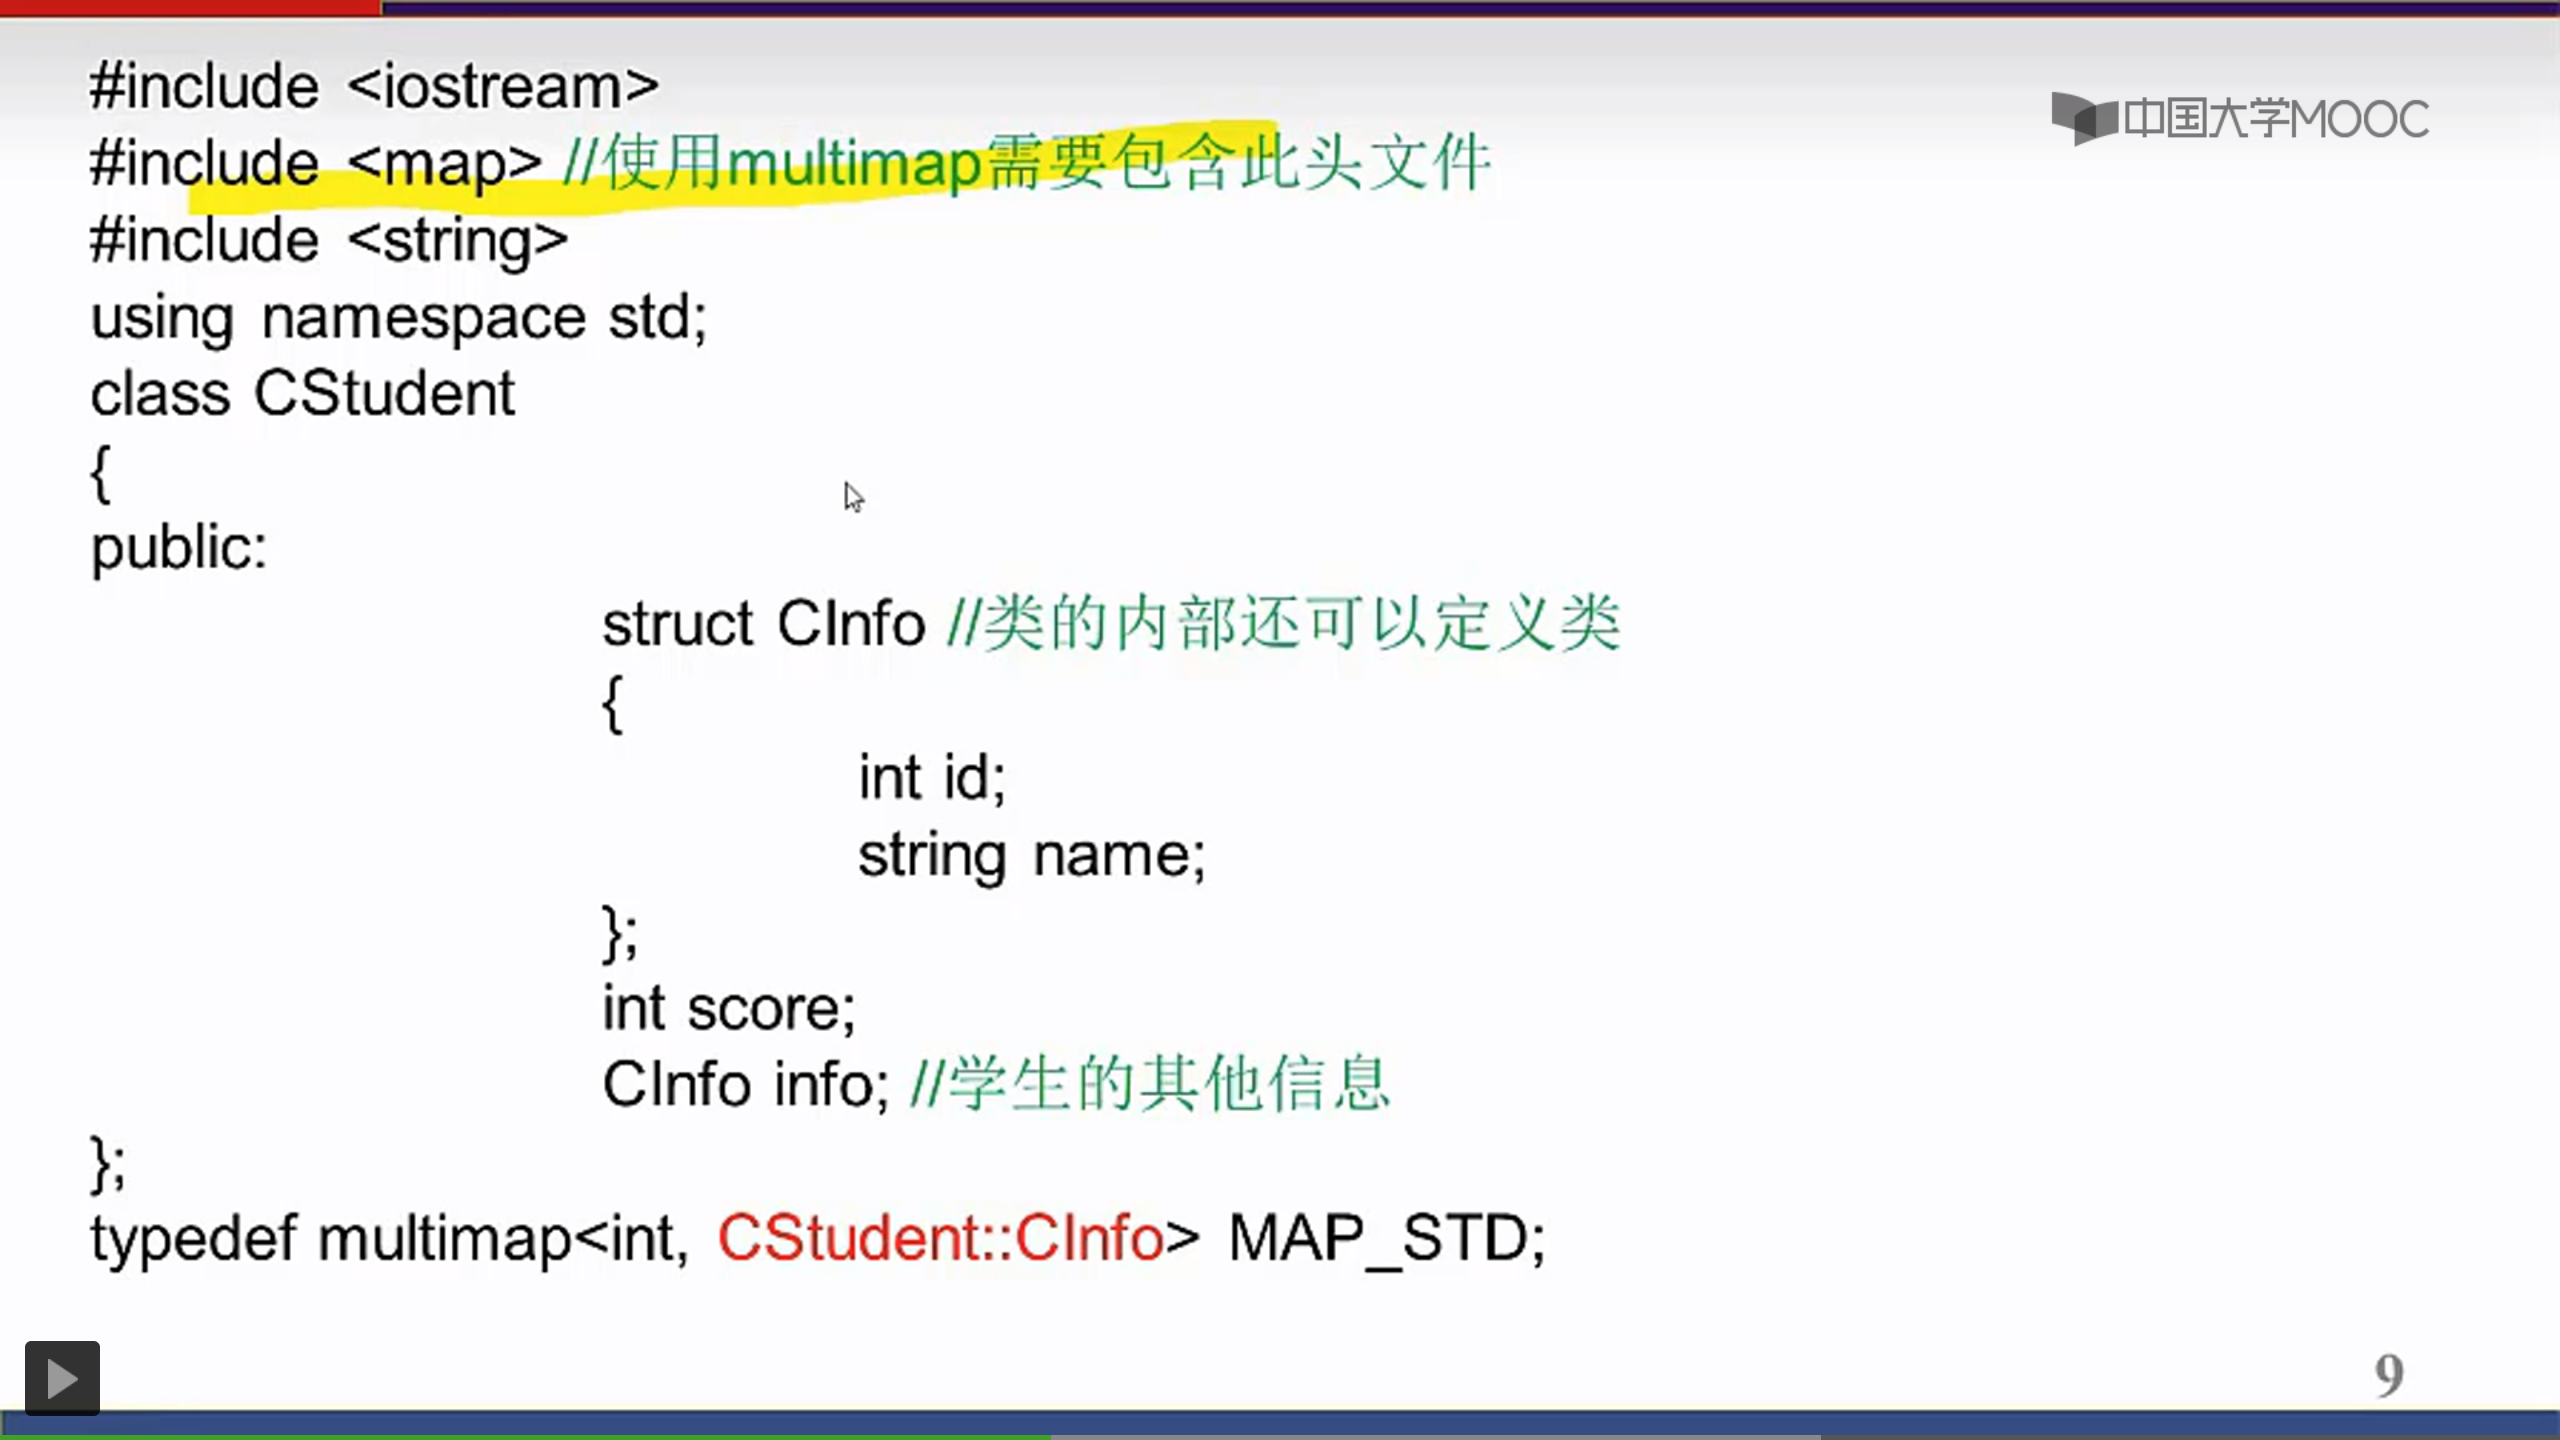 中国大学MOOC
#include <iostream>
#include <map> //使用multimap需要包含此头文件
#include <string>
using namespace std;
class CStudent
{
public:
struct CInfo //类的内部还可以定义类
{
int id;
string name;
};
int score;
CInfo info; //学生的其他信息
};
typedef multimap<int, CStudent::CInfo> MAP_STD;
9